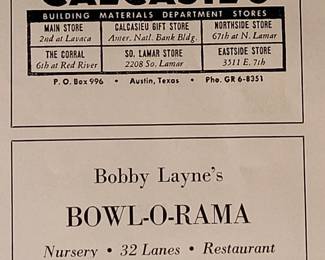 CALCASIEU
BUILDING MATERIALS DEPARTMENT STORES
MAIN STORE
2nd at Lavaca
CALCASIEU GIFT STORE
Amer. Natl. Bank Bldg.
NORTHSIDE STORE
67th at N. Lamar
THE CORRAL
6th at Red River
SO. LAMAR STORE
2208 So. Lamar
EASTSIDE STORE
3511 E. 7th
P. O. Box 996 • Austin, Texas • Pho. GR 6-8351
Bobby Layne's
BOWL-O-RAMA
Nursery • 32 Lanes • Restaurant